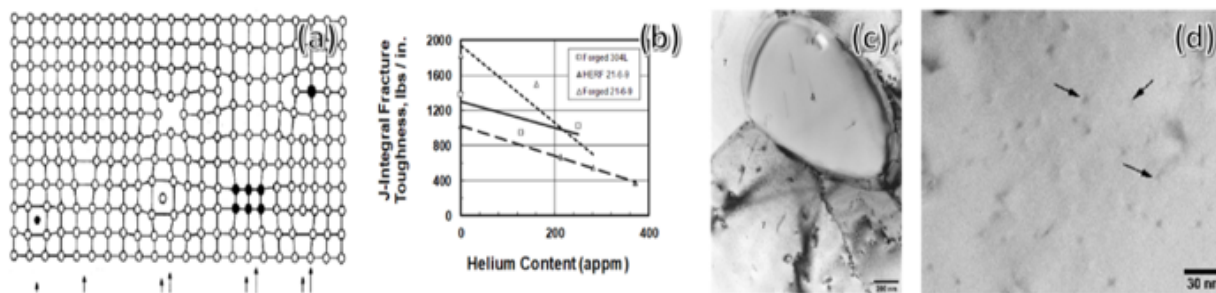 (a)
(b)
J-Integral Fracture
Toughness, lbs / in.
2000
1600
1200
800
400
0
Forged 304L
HERF 21-6-9
Forged 21-6-9
0
200
400
Helium Content (appm)
(c)
(d)
30 nm